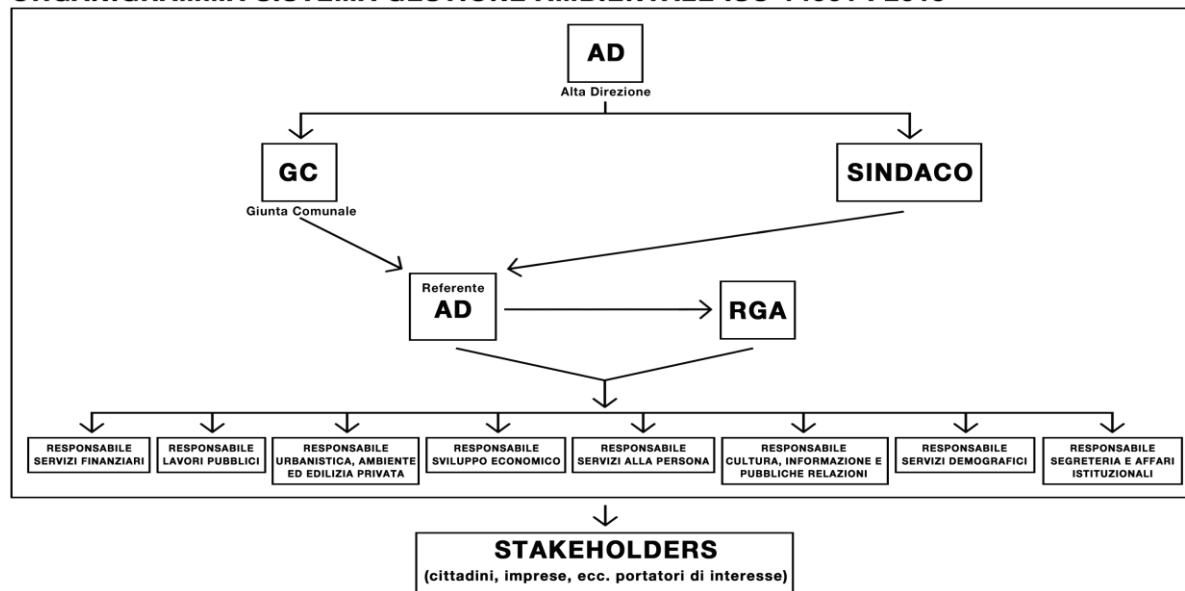 AD
Alta Direzione
GC
Giunta Comunale
SINDACO
Referente
AD
RGA
RESPONSABILE
SERVIZI FINANZIARI
RESPONSABILE
LAVORI PUBBLICI
RESPONSABILE
URBANISTICA, AMBIENTE
ED EDILIZIA PRIVATA
RESPONSABILE
SVILUPPO ECONOMICO
RESPONSABILE
SERVIZI ALLA PERSONA
RESPONSABILE
CULTURA, INFORMAZIONE E
PUBBLICHE RELAZIONI
RESPONSABILE
SERVIZI DEMOGRAFICI
RESPONSABILE
SEGRETERIA E AFFARI
ISTITUZIONALI
STAKEHOLDERS
(cittadini, imprese, ecc. portatori di interesse)